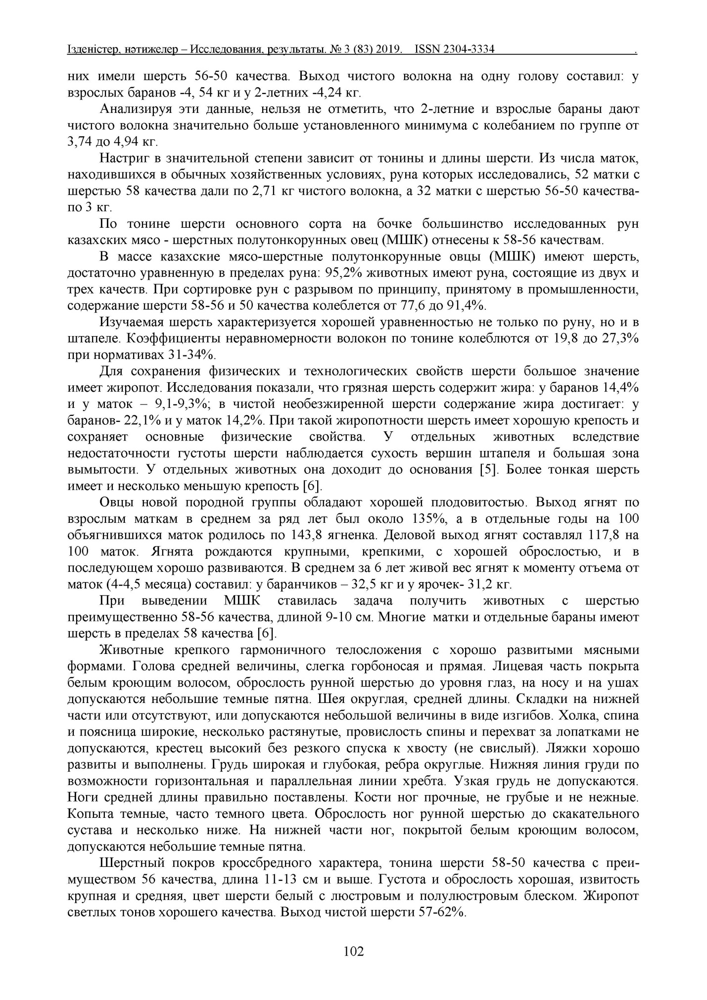 Ізденістер, нәтижелер – Исследования, результаты. № 3 (83) 2019. ISSN 2304-3334 .
них имели шерсть 56-50 качества. Выход чистого волокна на одну голову составил: у
взрослых баранов -4, 54 кг и у 2-летних -4,24 кг.
Анализируя эти данные, нельзя не отметить, что 2-летние и взрослые бараны дают
чистого волокна значительно больше установленного минимума с колебанием по группе от
3,74 до 4,94 кг.
Настриг в значительной степени зависит от тонины и длины шерсти. Из числа маток,
находившихся в обычных хозяйственных условиях, руна которых исследовались, 52 матки с
шерстью 58 качества дали по 2,71 кг чистого волокна, а 32 матки с шерстью 56-50 качества-
по 3 кг.
По тонине шерсти основного сорта на бочке большинство исследованных рун
казахских мясо - шерстных полутонкорунных овец (МШК) отнесены к 58-56 качествам.
В массе казахские мясо-шерстные полутонкорунные овцы (МШК) имеют шерсть,
достаточно уравненную в пределах руна: 95,2% животных имеют руна, состоящие из двух и
трех качеств. При сортировке рун с разрывом по принципу, принятому в промышленности,
содержание шерсти 58-56 и 50 качества колеблется от 77,6 до 91,4%.
Изучаемая шерсть характеризуется хорошей уравненностью не только по руну, но и в
штапеле. Коэффициенты неравномерности волокон по тонине колеблются от 19,8 до 27,3%
при нормативах 31-34%.
Для сохранения физических и технологических свойств шерсти большое значение
имеет жиропот. Исследования показали, что грязная шерсть содержит жира: у баранов 14,4%
и у маток – 9,1-9,3%; в чистой необезжиренной шерсти содержание жира достигает: у
баранов- 22,1% и у маток 14,2%. При такой жиропотности шерсть имеет хорошую крепость и
сохраняет основные физические свойства. У отдельных животных вследствие
недостаточности густоты шерсти наблюдается сухость вершин штапеля и большая зона
вымытости. У отдельных животных она доходит до основания [5]. Более тонкая шерсть
имеет и несколько меньшую крепость [6].
Овцы новой породной группы обладают хорошей плодовитостью. Выход ягнят по
взрослым маткам в среднем за ряд лет был около 135%, а в отдельные годы на 100
объягнившихся маток родилось по 143,8 ягненка. Деловой выход ягнят составлял 117,8 на
100 маток. Ягнята рождаются крупными, крепкими, с хорошей оброслостью, и в
последующем хорошо развиваются. В среднем за 6 лет живой вес ягнят к моменту отъема от
маток (4-4,5 месяца) составил: у баранчиков – 32,5 кг и у ярочек- 31,2 кг.
При выведении МШК ставилась задача получить животных с шерстью
преимущественно 58-56 качества, длиной 9-10 см. Многие матки и отдельные бараны имеют
шерсть в пределах 58 качества [6].
Животные крепкого гармоничного телосложения с хорошо развитыми мясными
формами. Голова средней величины, слегка горбоносая и прямая. Лицевая часть покрыта
белым кроющим волосом, оброслость рунной шерстью до уровня глаз, на носу и на ушах
допускаются небольшие темные пятна. Шея округлая, средней длины. Складки на нижней
части или отсутствуют, или допускаются небольшой величины в виде изгибов. Холка, спина
и поясница широкие, несколько растянутые, провислость спины и перехват за лопатками не
допускаются, крестец высокий без резкого спуска к хвосту (не свислый). Ляжки хорошо
развиты и выполнены. Грудь широкая и глубокая, ребра округлые. Нижняя линия груди по
возможности горизонтальная и параллельная линии хребта. Узкая грудь не допускаются.
Ноги средней длины правильно поставлены. Кости ног прочные, не грубые и не нежные.
Копыта темные, часто темного цвета. Оброслость ног рунной шерстью до скакательного
сустава и несколько ниже. На нижней части ног, покрытой белым кроющим волосом,
допускаются небольшие темные пятна.
Шерстный покров кроссбредного характера, тонина шерсти 58-50 качества с преи-
муществом 56 качества, длина 11-13 см и выше. Густота и оброслость хорошая, извитость
крупная и средняя, цвет шерсти белый с люстровым и полулюстровым блеском. Жиропот
светлых тонов хорошего качества. Выход чистой шерсти 57-62%.
102